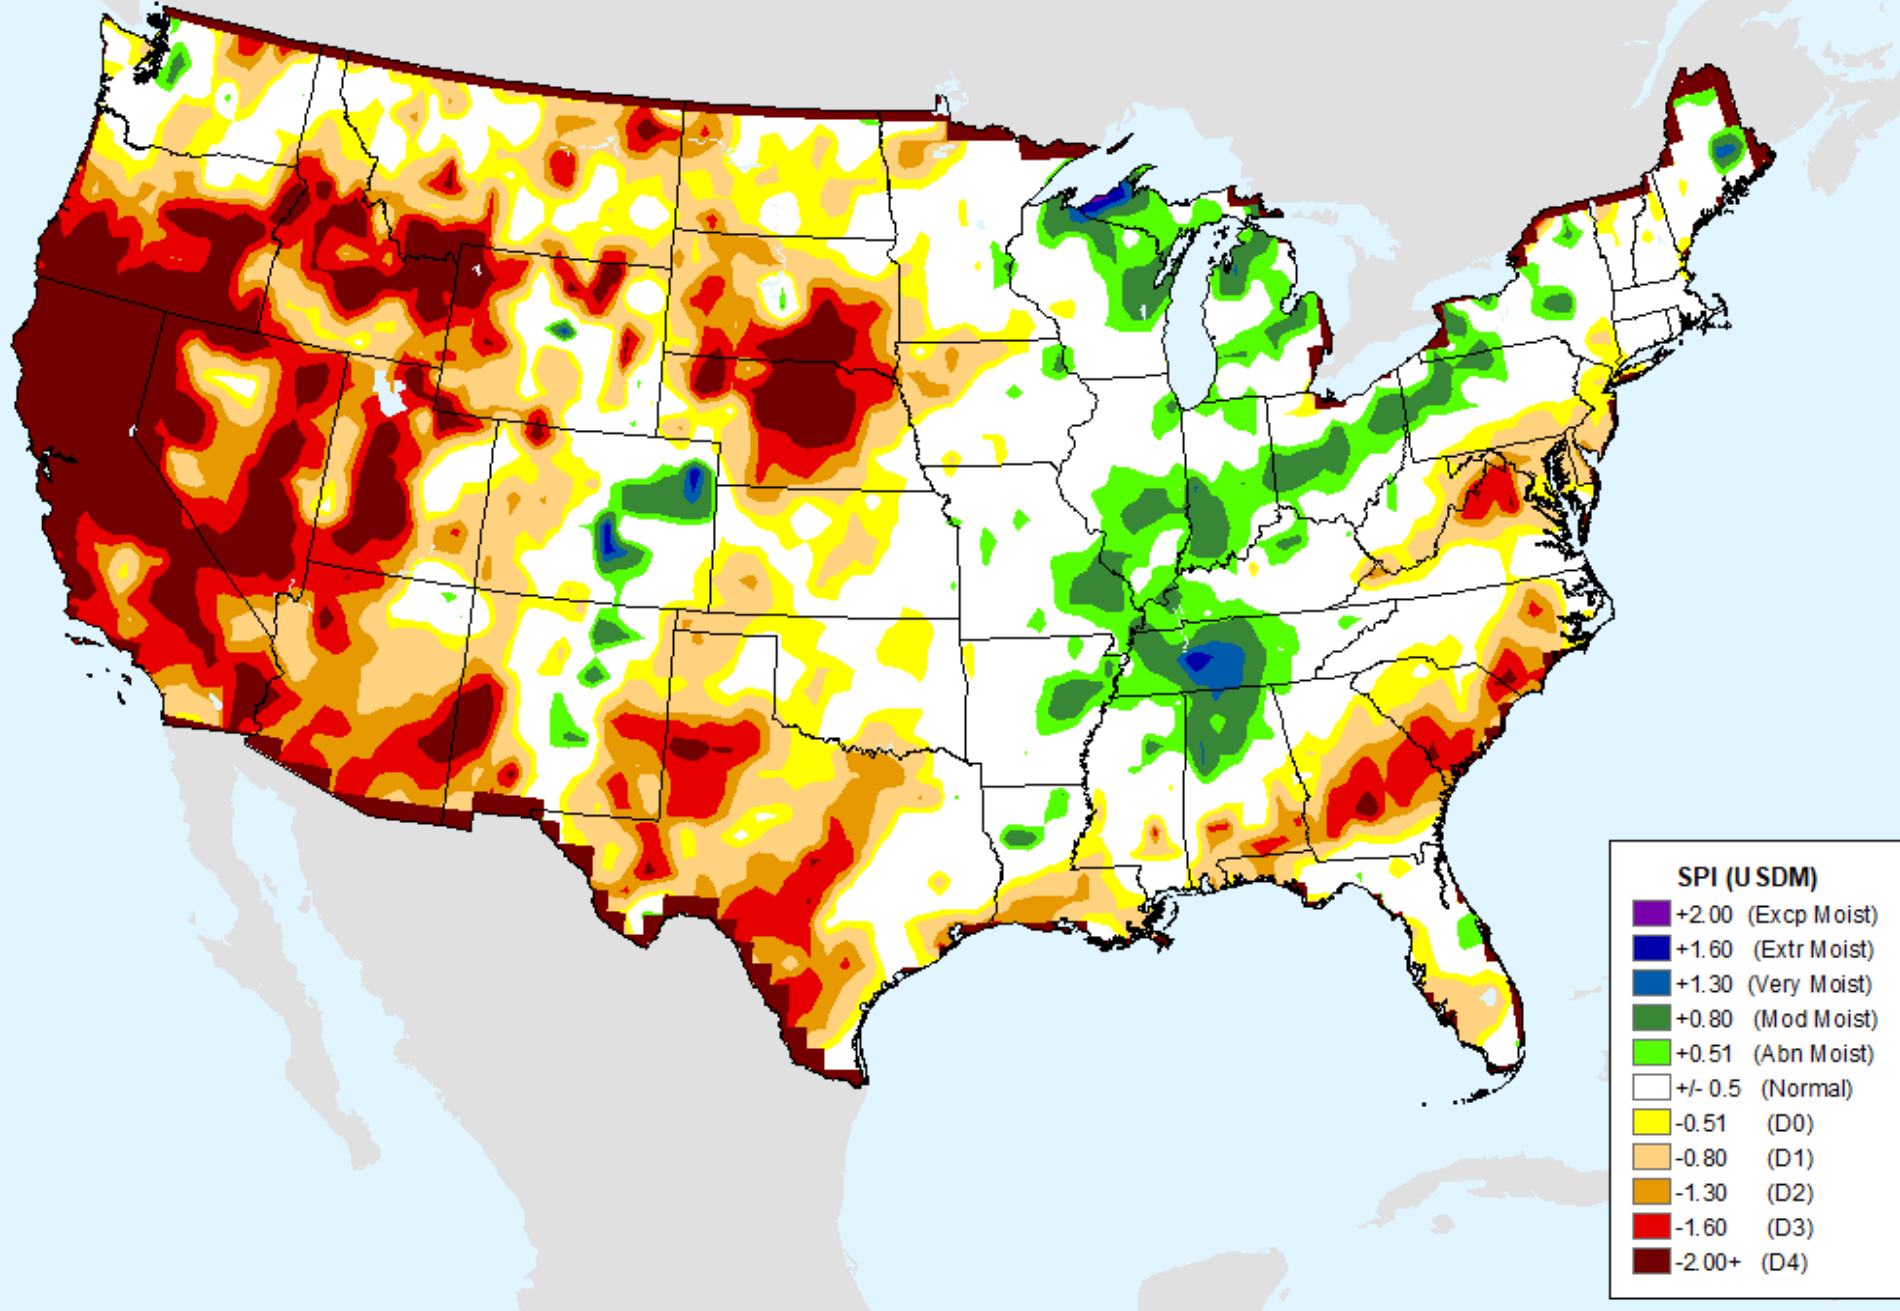 SPI (USDM)
+2.00 (Excp Moist)
+1.60 (Extr Moist)
+1.30 (Very Moist)
+0.80 (Mod Moist)
+0.51 (Abn Moist)
+/- 0.5 (Normal)
-0.51 (D0)
-0.80 (D1)
-1.30 (D2)
-1.60 (D3)
-2.00+ (D4)